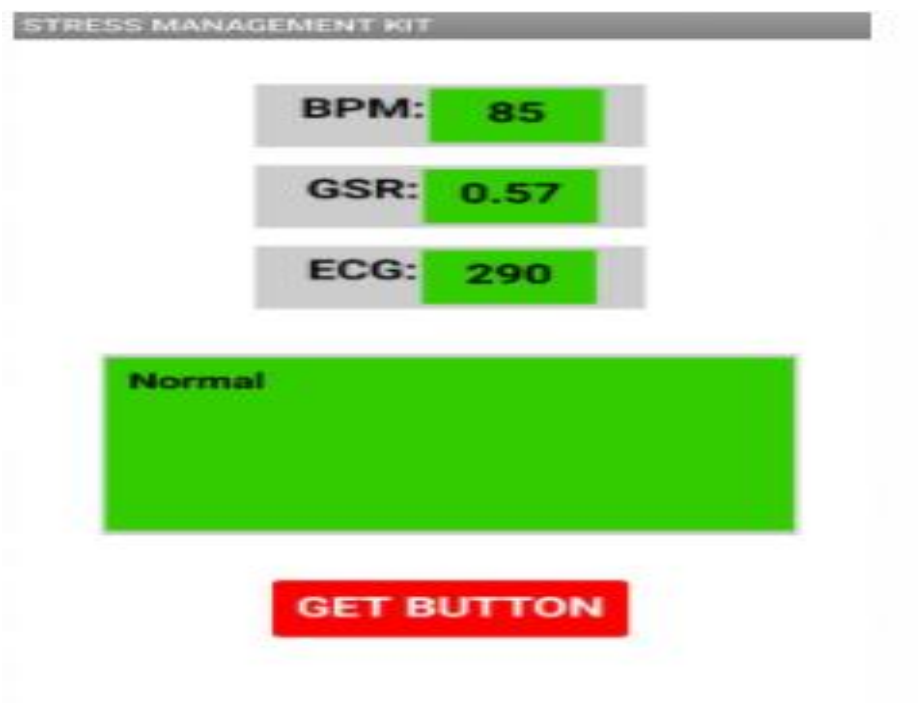 STRESS MANAGEMENT KIT
BPM: 85
GSR: 0.57
ECG: 290
Normal
GET BUTTON